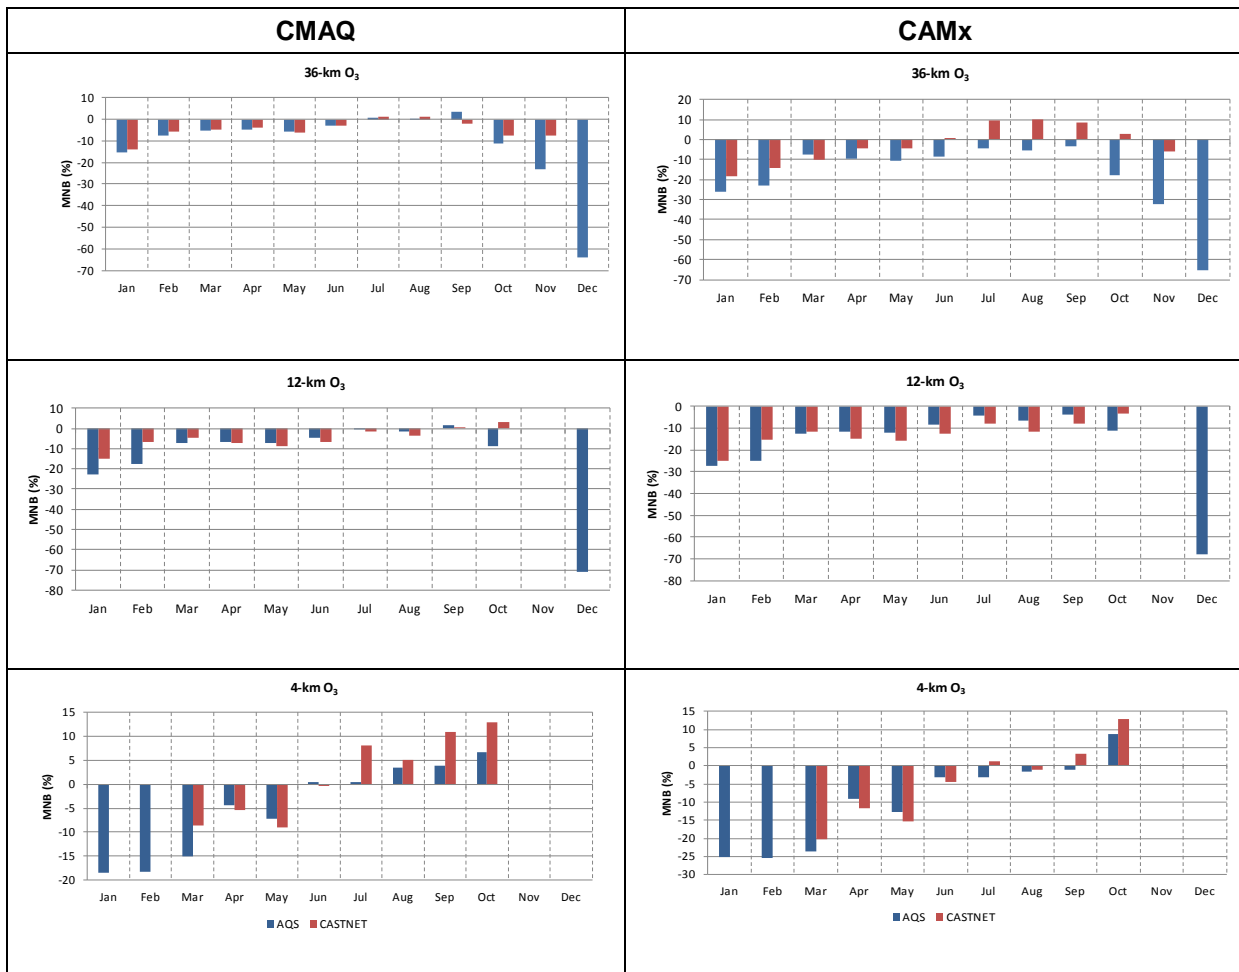 CMAQ
CAMx
36-km O3
10
0
-10
-20
-30
-40
-50
-60
-70
MNB (%)
Jan Feb Mar Apr May Jun Jul Aug Sep Oct Nov Dec
36-km O3
20
10
0
-10
-20
-30
-40
-50
-60
-70
MNB (%)
Jan Feb Mar Apr May Jun Jul Aug Sep Oct Nov Dec
12-km O3
10
0
-10
-20
-30
-40
-50
-60
-70
-80
MNB (%)
Jan Feb Mar Apr May Jun Jul Aug Sep Oct Nov Dec
12-km O3
0
-10
-20
-30
-40
-50
-60
-70
-80
MNB (%)
Jan Feb Mar Apr May Jun Jul Aug Sep Oct Nov Dec
4-km O3
15
10
5
0
-5
-10
-15
-20
MNB (%)
Jan Feb Mar Apr May Jun Jul Aug Sep Oct Nov Dec
AQS CASTNET
4-km O3
15
10
5
0
-5
-10
-15
-20
-25
-30
MNB (%)
Jan Feb Mar Apr May Jun Jul Aug Sep Oct Nov Dec
AQS CASTNET